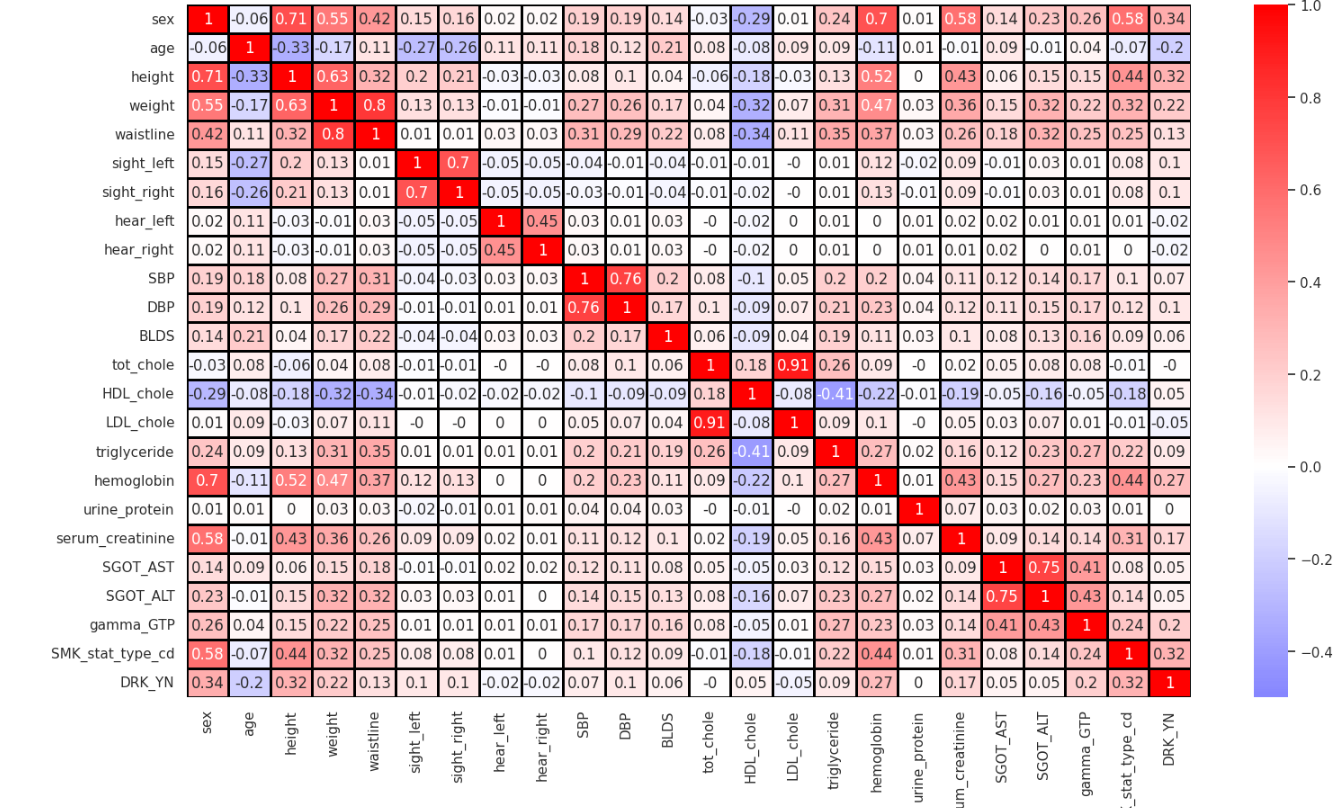 sex 1 -0.06 0.71 0.55 0.42 0.15 0.16 0.02 0.02 0.19 0.19 0.14 -0.03 -0.29 0.01 0.24 0.7 0.01 0.58 0.14 0.23 0.26 0.58 0.34
age -0.06 1 -0.33 -0.17 0.11 -0.27 -0.26 0.11 0.11 0.18 0.12 0.21 0.08 -0.08 0.09 0.09 -0.11 0.01 -0.01 0.09 -0.01 0.04 -0.07 -0.2
height 0.71 -0.33 1 0.63 0.32 0.2 0.21 -0.03 -0.03 0.08 0.1 0.04 -0.06 -0.18 -0.03 0.13 0.52 0 0.43 0.06 0.15 0.15 0.44 0.32
weight 0.55 -0.17 0.63 1 0.8 0.13 0.13 -0.01 -0.01 0.27 0.26 0.17 0.04 -0.32 0.07 0.31 0.47 0.03 0.36 0.15 0.32 0.22 0.32 0.22
waistline 0.42 0.11 0.32 0.8 1 0.01 0.01 0.03 0.03 0.31 0.29 0.22 0.08 -0.34 0.11 0.35 0.37 0.03 0.26 0.18 0.32 0.25 0.25 0.13
sight_left 0.15 -0.27 0.2 0.13 0.01 1 0.7 -0.05 -0.05 -0.04 -0.01 -0.04 -0.01 -0.01 -0 0.01 0.12 -0.02 0.09 -0.01 0.03 0.01 0.08 0.1
sight_right 0.16 -0.26 0.21 0.13 0.01 0.7 1 -0.05 -0.05 -0.03 -0.01 -0.04 -0.01 -0.02 -0 0.01 0.13 -0.01 0.09 -0.01 0.03 0.01 0.08 0.1
hear_left 0.02 0.11 -0.03 -0.01 0.03 -0.05 -0.05 1 0.45 0.03 0.01 0.03 -0 -0.02 0 0.01 0 0.01 0.02 0.02 0.01 0.01 0.01 -0.02
hear_right 0.02 0.11 -0.03 -0.01 0.03 -0.05 -0.05 0.45 1 0.03 0.01 0.03 -0 -0.02 0 0.01 0 0.01 0.01 0.02 0 0.01 0 -0.02
SBP 0.19 0.18 0.08 0.27 0.31 -0.04 -0.03 0.03 0.03 1 0.76 0.2 0.08 -0.1 0.05 0.2 0.2 0.04 0.11 0.12 0.14 0.17 0.1 0.07
DBP 0.19 0.12 0.1 0.26 0.29 -0.01 -0.01 0.01 0.01 0.76 1 0.17 0.1 -0.09 0.07 0.21 0.23 0.04 0.12 0.11 0.15 0.17 0.12 0.1
BLDS 0.14 0.21 0.04 0.17 0.22 -0.04 -0.04 0.03 0.03 0.2 0.17 1 0.06 -0.09 0.04 0.19 0.11 0.03 0.1 0.08 0.13 0.16 0.09 0.06
tot_chole -0.03 0.08 -0.06 0.04 0.08 -0.01 -0.01 -0 -0 0.08 0.1 0.06 1 0.18 0.91 0.26 0.09 -0 0.02 0.05 0.08 0.08 -0.01 -0
HDL_chole -0.29 -0.08 -0.18 -0.32 -0.34 -0.01 -0.02 -0.02 -0.02 -0.1 -0.09 -0.09 0.18 1 -0.08 -0.41 -0.22 -0.01 -0.19 -0.05 -0.16 -0.05 -0.18 0.05
LDL_chole 0.01 0.09 -0.03 0.07 0.11 -0 -0 0 0 0.05 0.07 0.04 0.91 -0.08 1 0.09 0.1 -0 0.05 0.03 0.07 0.01 -0.01 -0.05
triglyceride 0.24 0.09 0.13 0.31 0.35 0.01 0.01 0.01 0.01 0.2 0.21 0.19 0.26 -0.41 0.09 1 0.27 0.02 0.16 0.12 0.23 0.27 0.22 0.09
hemoglobin 0.7 -0.11 0.52 0.47 0.37 0.12 0.13 0 0 0.2 0.23 0.11 0.09 -0.22 0.1 0.27 1 0.01 0.43 0.15 0.27 0.23 0.44 0.27
urine_protein 0.01 0.01 0 0.03 0.03 -0.02 -0.01 0.01 0.01 0.04 0.04 0.03 -0 -0.01 -0 0.02 0.01 1 0.07 0.03 0.02 0.03 0.01 0
serum_creatinine 0.58 -0.01 0.43 0.36 0.26 0.09 0.09 0.02 0.01 0.11 0.12 0.1 0.02 -0.19 0.05 0.16 0.43 0.07 1 0.09 0.14 0.14 0.31 0.17
SGOT_AST 0.14 0.09 0.06 0.15 0.18 -0.01 -0.01 0.02 0.02 0.12 0.11 0.08 0.05 -0.05 0.03 0.12 0.15 0.03 0.09 1 0.75 0.41 0.08 0.05
SGOT_ALT 0.23 -0.01 0.15 0.32 0.32 0.03 0.03 0.01 0 0.14 0.15 0.13 0.08 -0.16 0.07 0.23 0.27 0.02 0.14 0.75 1 0.43 0.14 0.05
gamma_GTP 0.26 0.04 0.15 0.22 0.25 0.01 0.01 0.01 0.01 0.17 0.17 0.16 0.08 -0.05 0.01 0.27 0.23 0.03 0.14 0.41 0.43 1 0.24 0.2
SMK_stat_type_cd 0.58 -0.07 0.44 0.32 0.25 0.08 0.08 0.01 0 0.1 0.12 0.09 -0.01 -0.18 -0.01 0.22 0.44 0.01 0.31 0.08 0.14 0.24 1 0.32
DRK_YN 0.34 -0.2 0.32 0.22 0.13 0.1 0.1 -0.02 -0.02 0.07 0.1 0.06 -0 0.05 -0.05 0.09 0.27 0 0.17 0.05 0.05 0.2 0.32 1
sex age height weight waistline sight_left sight_right hear_left hear_right SBP DBP BLDS tot_chole HDL_chole LDL_chole triglyceride hemoglobin urine_protein um_creatinine SGOT_AST SGOT_ALT gamma_GTP _stat_type_cd DRK_YN
1.0
0.8
0.6
0.4
0.2
0.0
−0.2
−0.4